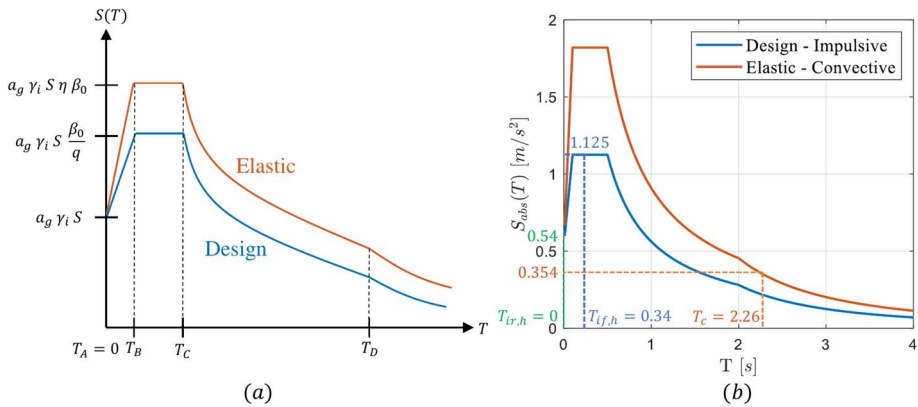 S(T)
a_g γ_i S η β_0
a_g γ_i S β_0/q
a_g γ_i S
Elastic
Design
T_A = 0 T_B T_C T_D T
(a)
2
1.5
1
0.5
0
S_abs(T) [m/s²]
Design - Impulsive
Elastic - Convective
1.125
0.54
0.354
T_ir,h = 0 T_if,h = 0.34 T_c = 2.26
0 1 2 3 4
T [s]
(b)